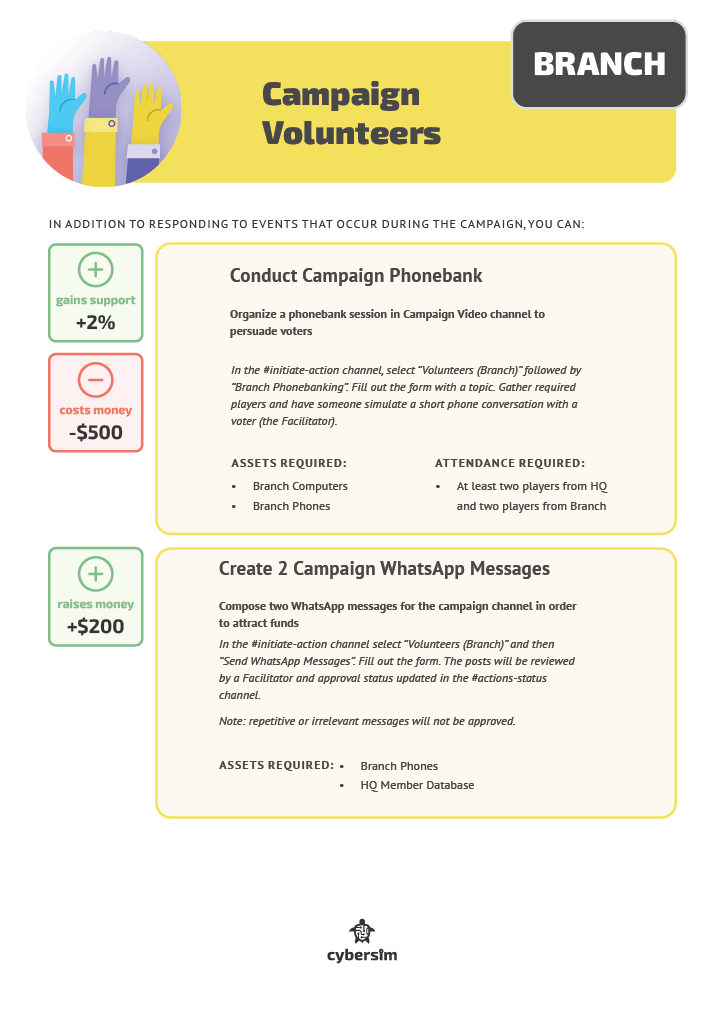 BRANCH
Campaign
Volunteers
IN ADDITION TO RESPONDING TO EVENTS THAT OCCUR DURING THE CAMPAIGN, YOU CAN:
gains support
+2%
costs money
-$500
Conduct Campaign Phonebank
Organize a phonebank session in Campaign Video channel to
persuade voters
In the #initiate-action channel, select “Volunteers (Branch)” followed by
“Branch Phonebanking”. Fill out the form with a topic. Gather required
players and have someone simulate a short phone conversation with a
voter (the Facilitator).
ASSETS REQUIRED:
• Branch Computers
• Branch Phones
ATTENDANCE REQUIRED:
• At least two players from HQ
and two players from Branch
raises money
+$200
Create 2 Campaign WhatsApp Messages
Compose two WhatsApp messages for the campaign channel in order
to attract funds
In the #initiate-action channel select “Volunteers (Branch)” and then
“Send WhatsApp Messages”. Fill out the form. The posts will be reviewed
by a Facilitator and approval status updated in the #actions-status
channel.
Note: repetitive or irrelevant messages will not be approved.
ASSETS REQUIRED: • Branch Phones
• HQ Member Database
cybersim